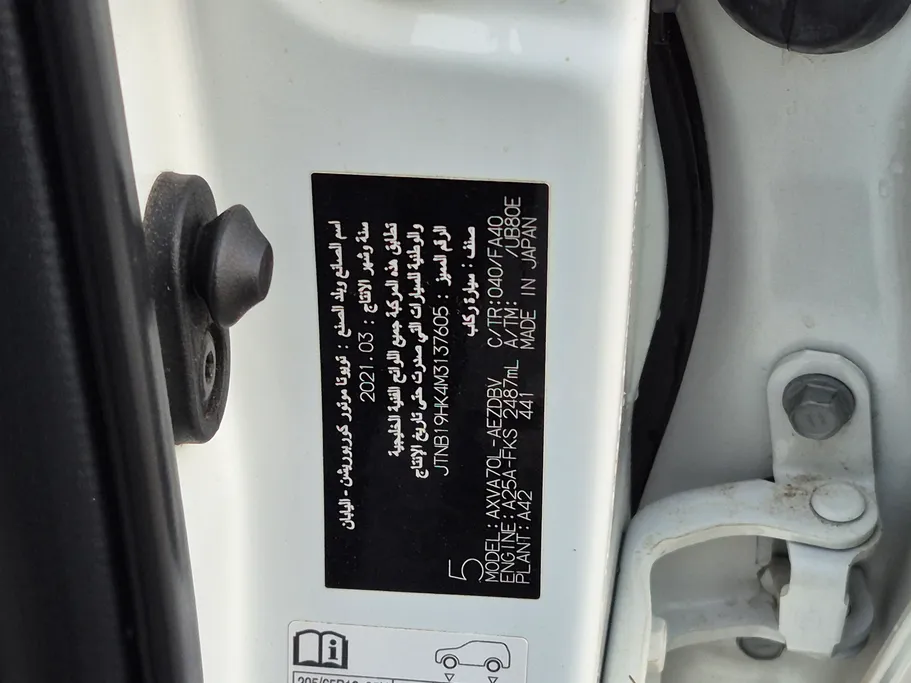 اسم الصانع وبلد الصنع : تويوتا موتور كوربوريشن - اليابان
سنة وشهر الانتاج : 2021.03
تطابق هذه المركبة جميع اللوائح الفنية الخليجية
والوطنية للسيارات التي صدرت حتى تاريخ الإنتاج
الرقم المميز : JTNB19HK4M3137605
صنف : سيارة ركاب
5
MODEL:AXVA70L-AEZDBV C/TR:040/FA40
ENGINE:A25A-FKS 2487mL A/TM: /UB80E
PLANT:A42 441 MADE IN JAPAN